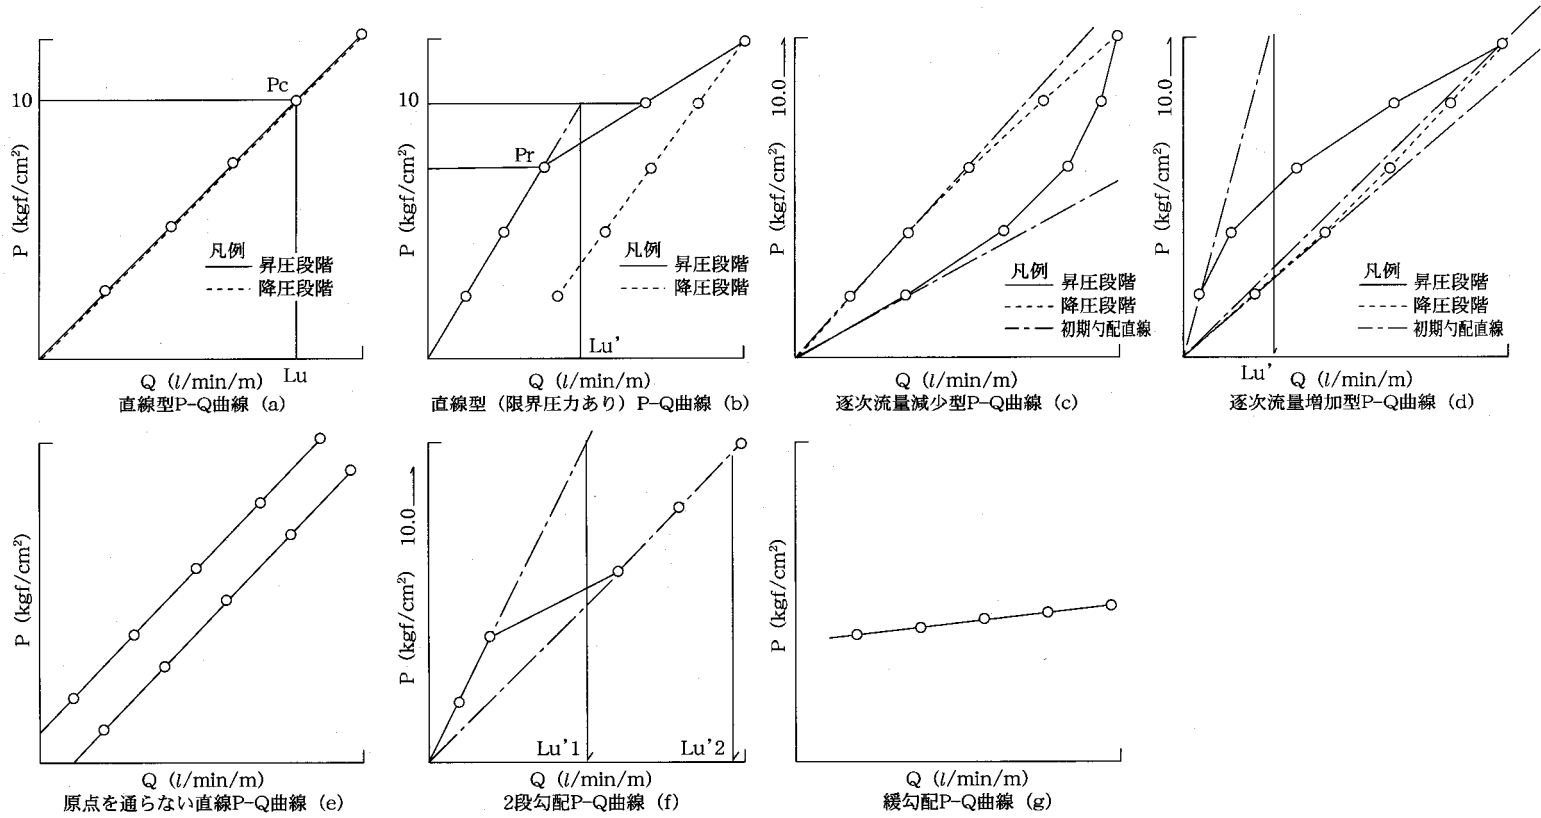 P (kgf/cm²)
10
Pc
凡例
昇圧段階
降圧段階
Q (l/min/m)
Lu
直線型P-Q曲線 (a)
P (kgf/cm²)
10
Pr
凡例
昇圧段階
降圧段階
Lu'
Q (l/min/m)
直線型 (限界圧力あり) P-Q曲線 (b)
P (kgf/cm²)
10.0
凡例
昇圧段階
降圧段階
初期勾配直線
Q (l/min/m)
逐次流量減少型P-Q曲線 (c)
P (kgf/cm²)
10.0
凡例
昇圧段階
降圧段階
初期勾配直線
Lu'
Q (l/min/m)
逐次流量増加型P-Q曲線 (d)
P (kgf/cm²)
Q (l/min/m)
原点を通らない直線P-Q曲線 (e)
P (kgf/cm²)
10.0
Lu'1
Lu'2
Q (l/min/m)
2段勾配P-Q曲線 (f)
P (kgf/cm²)
Q (l/min/m)
緩勾配P-Q曲線 (g)